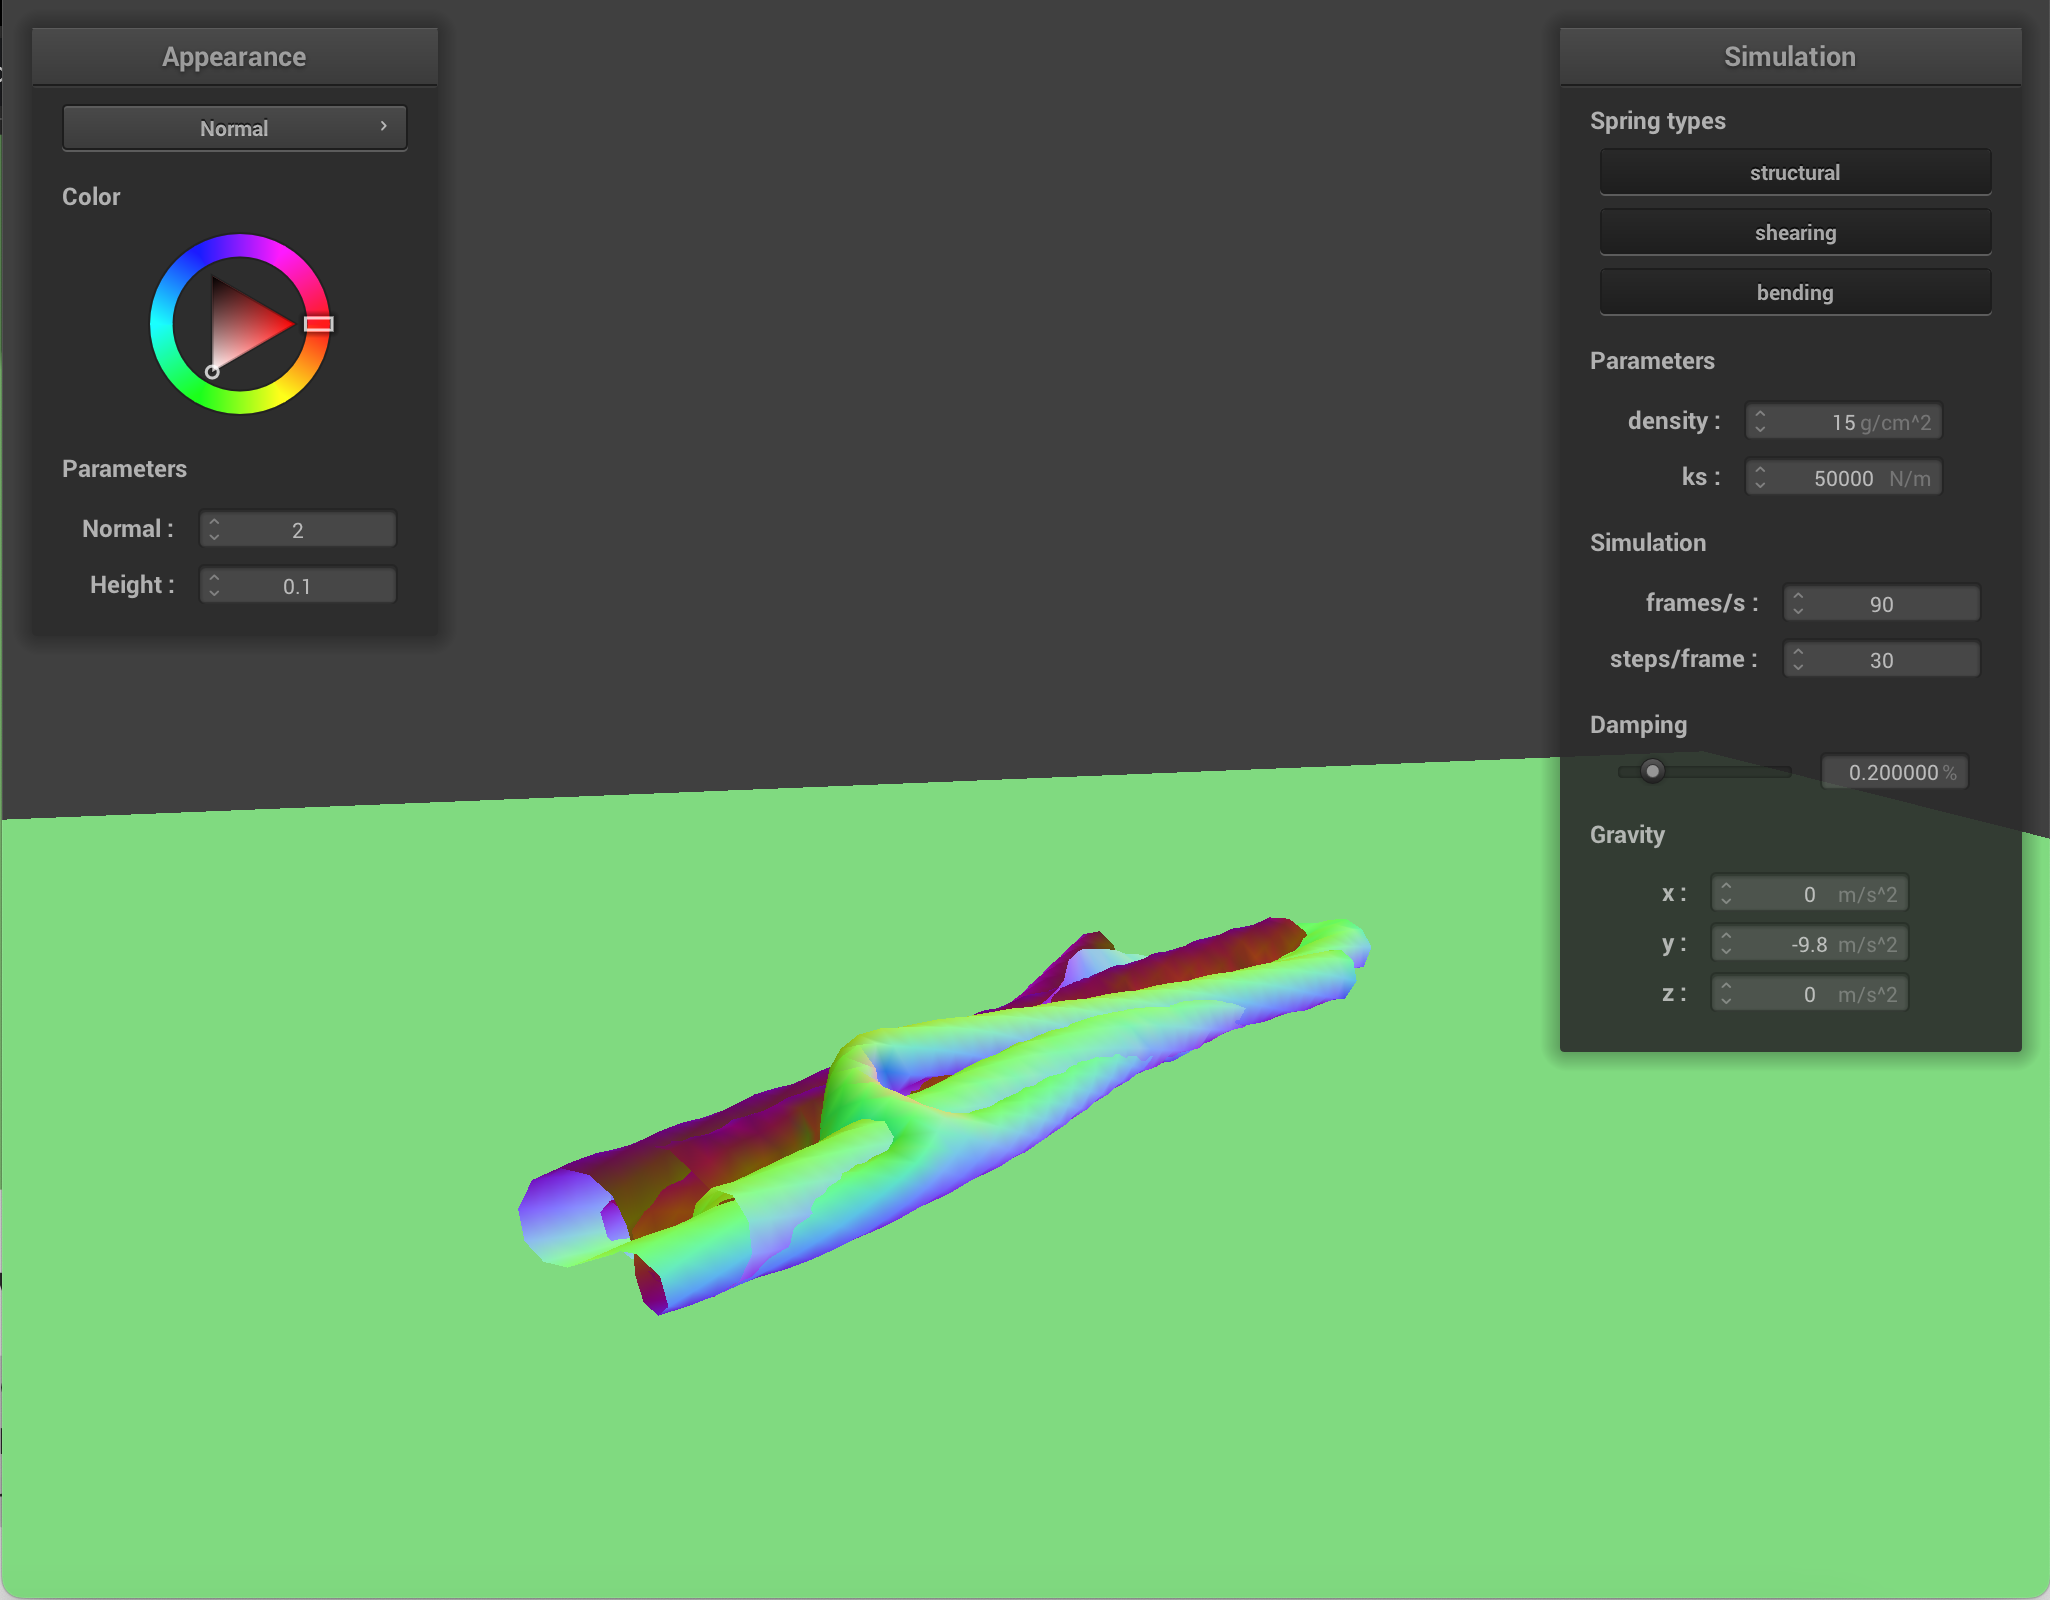 Appearance
Normal
Color
Parameters
Normal : 2
Height : 0.1
Simulation
Spring types
structural
shearing
bending
Parameters
density : 15 g/cm^2
ks : 50000 N/m
Simulation
frames/s : 90
steps/frame : 30
Damping
0.200000 %
Gravity
x : 0 m/s^2
y : -9.8 m/s^2
z : 0 m/s^2